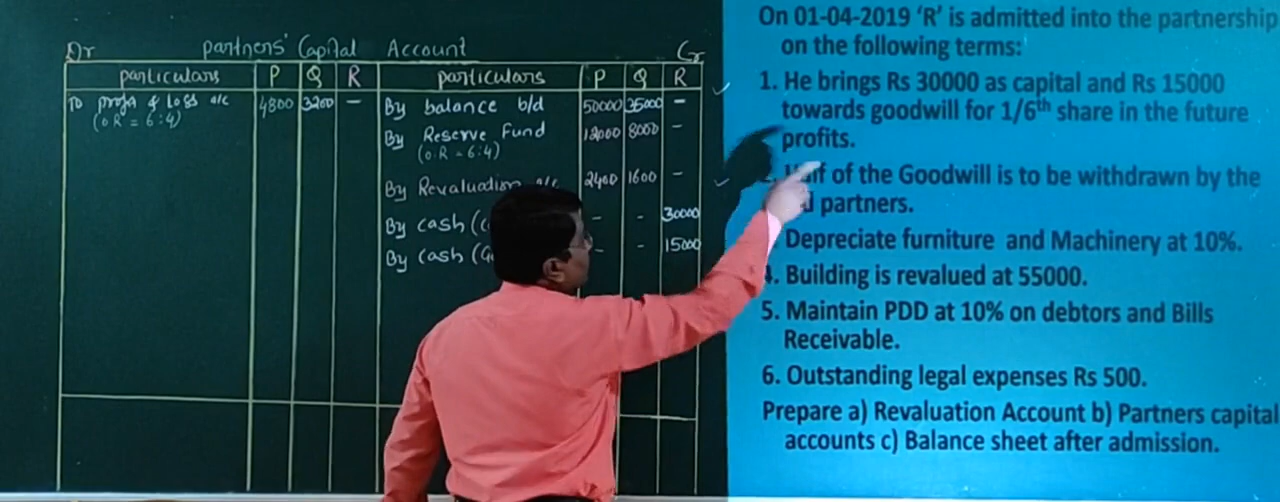 Dr Partners' Capital Account Cr
particulars P Q R particulars P Q R
To profit & Loss a/c 4800 3200 - By balance b/d 50000 35000 -
(O.R = 6:4)
By Reserve Fund 12000 8000 -
(O.R = 6:4)
By Revaluation a/c 2400 1600 -
By cash - - 30000
By cash - - 15000
On 01-04-2019 ‘R’ is admitted into the partnership
on the following terms:
1. He brings Rs 30000 as capital and Rs 15000
towards goodwill for 1/6th share in the future
profits.
Half of the Goodwill is to be withdrawn by the
partners.
Depreciate furniture and Machinery at 10%.
4. Building is revalued at 55000.
5. Maintain PDD at 10% on debtors and Bills
Receivable.
6. Outstanding legal expenses Rs 500.
Prepare a) Revaluation Account b) Partners capital
accounts c) Balance sheet after admission.